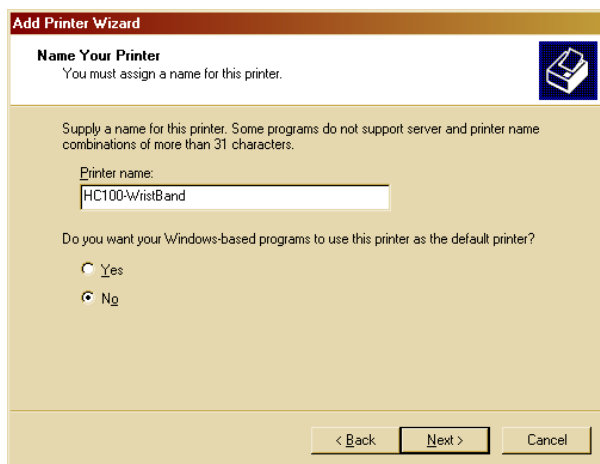 Add Printer Wizard
Name Your Printer
You must assign a name for this printer.
Supply a name for this printer. Some programs do not support server and printer name
combinations of more than 31 characters.
Printer name:
HC100-WristBand
Do you want your Windows-based programs to use this printer as the default printer?
Yes
No
< Back Next > Cancel